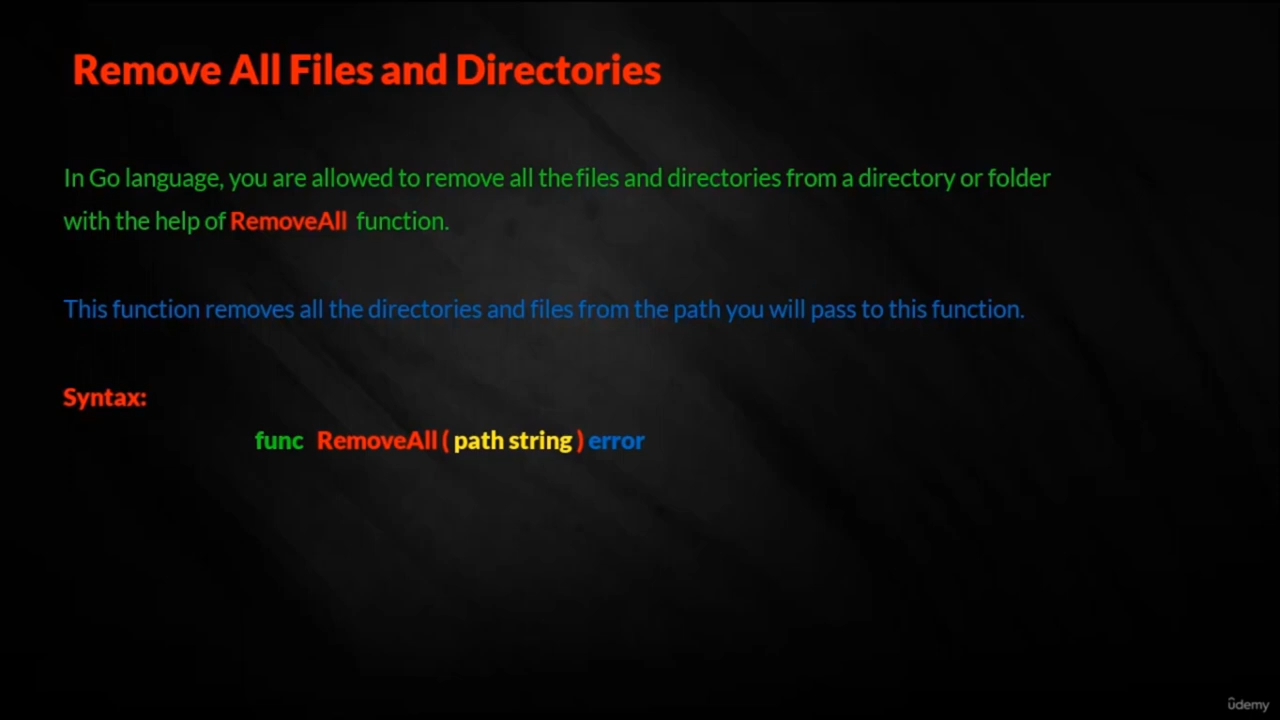 Remove All Files and Directories
In Go language, you are allowed to remove all the files and directories from a directory or folder
with the help of RemoveAll function.
This function removes all the directories and files from the path you will pass to this function.
Syntax:
func RemoveAll ( path string ) error
udemy